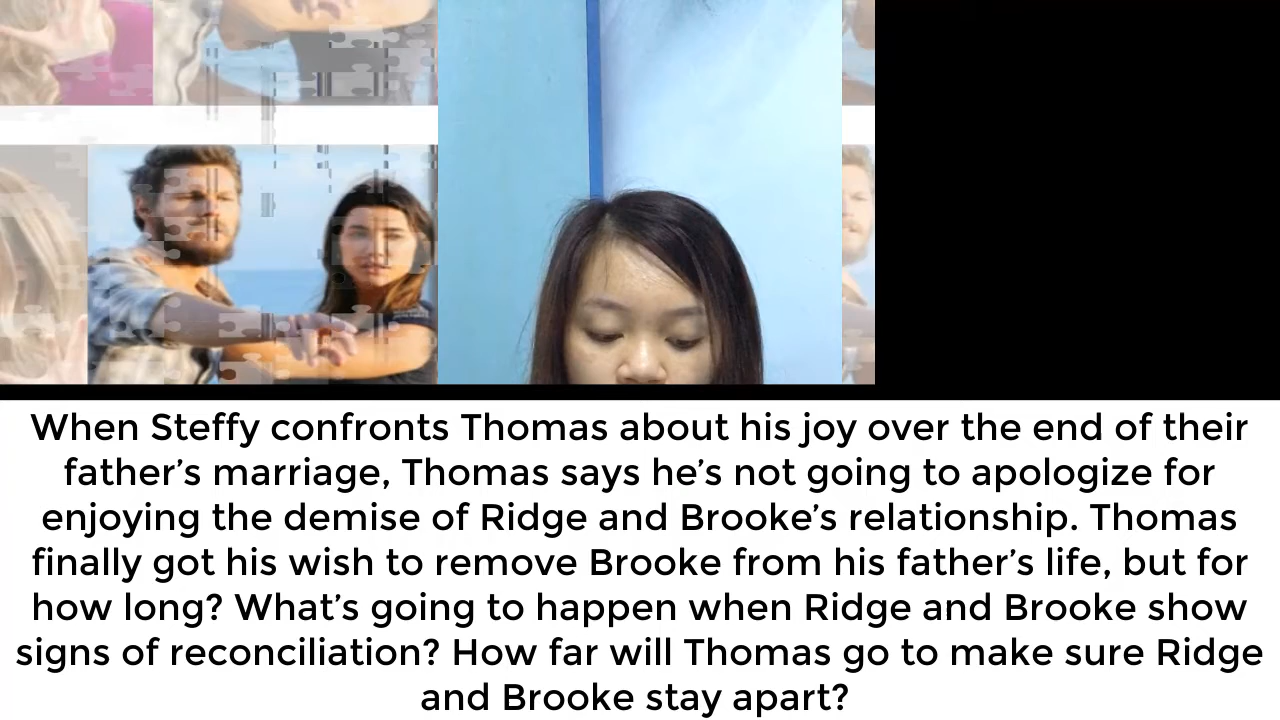 When Steffy confronts Thomas about his joy over the end of their
father’s marriage, Thomas says he’s not going to apologize for
enjoying the demise of Ridge and Brooke’s relationship. Thomas
finally got his wish to remove Brooke from his father’s life, but for
how long? What’s going to happen when Ridge and Brooke show
signs of reconciliation? How far will Thomas go to make sure Ridge
and Brooke stay apart?